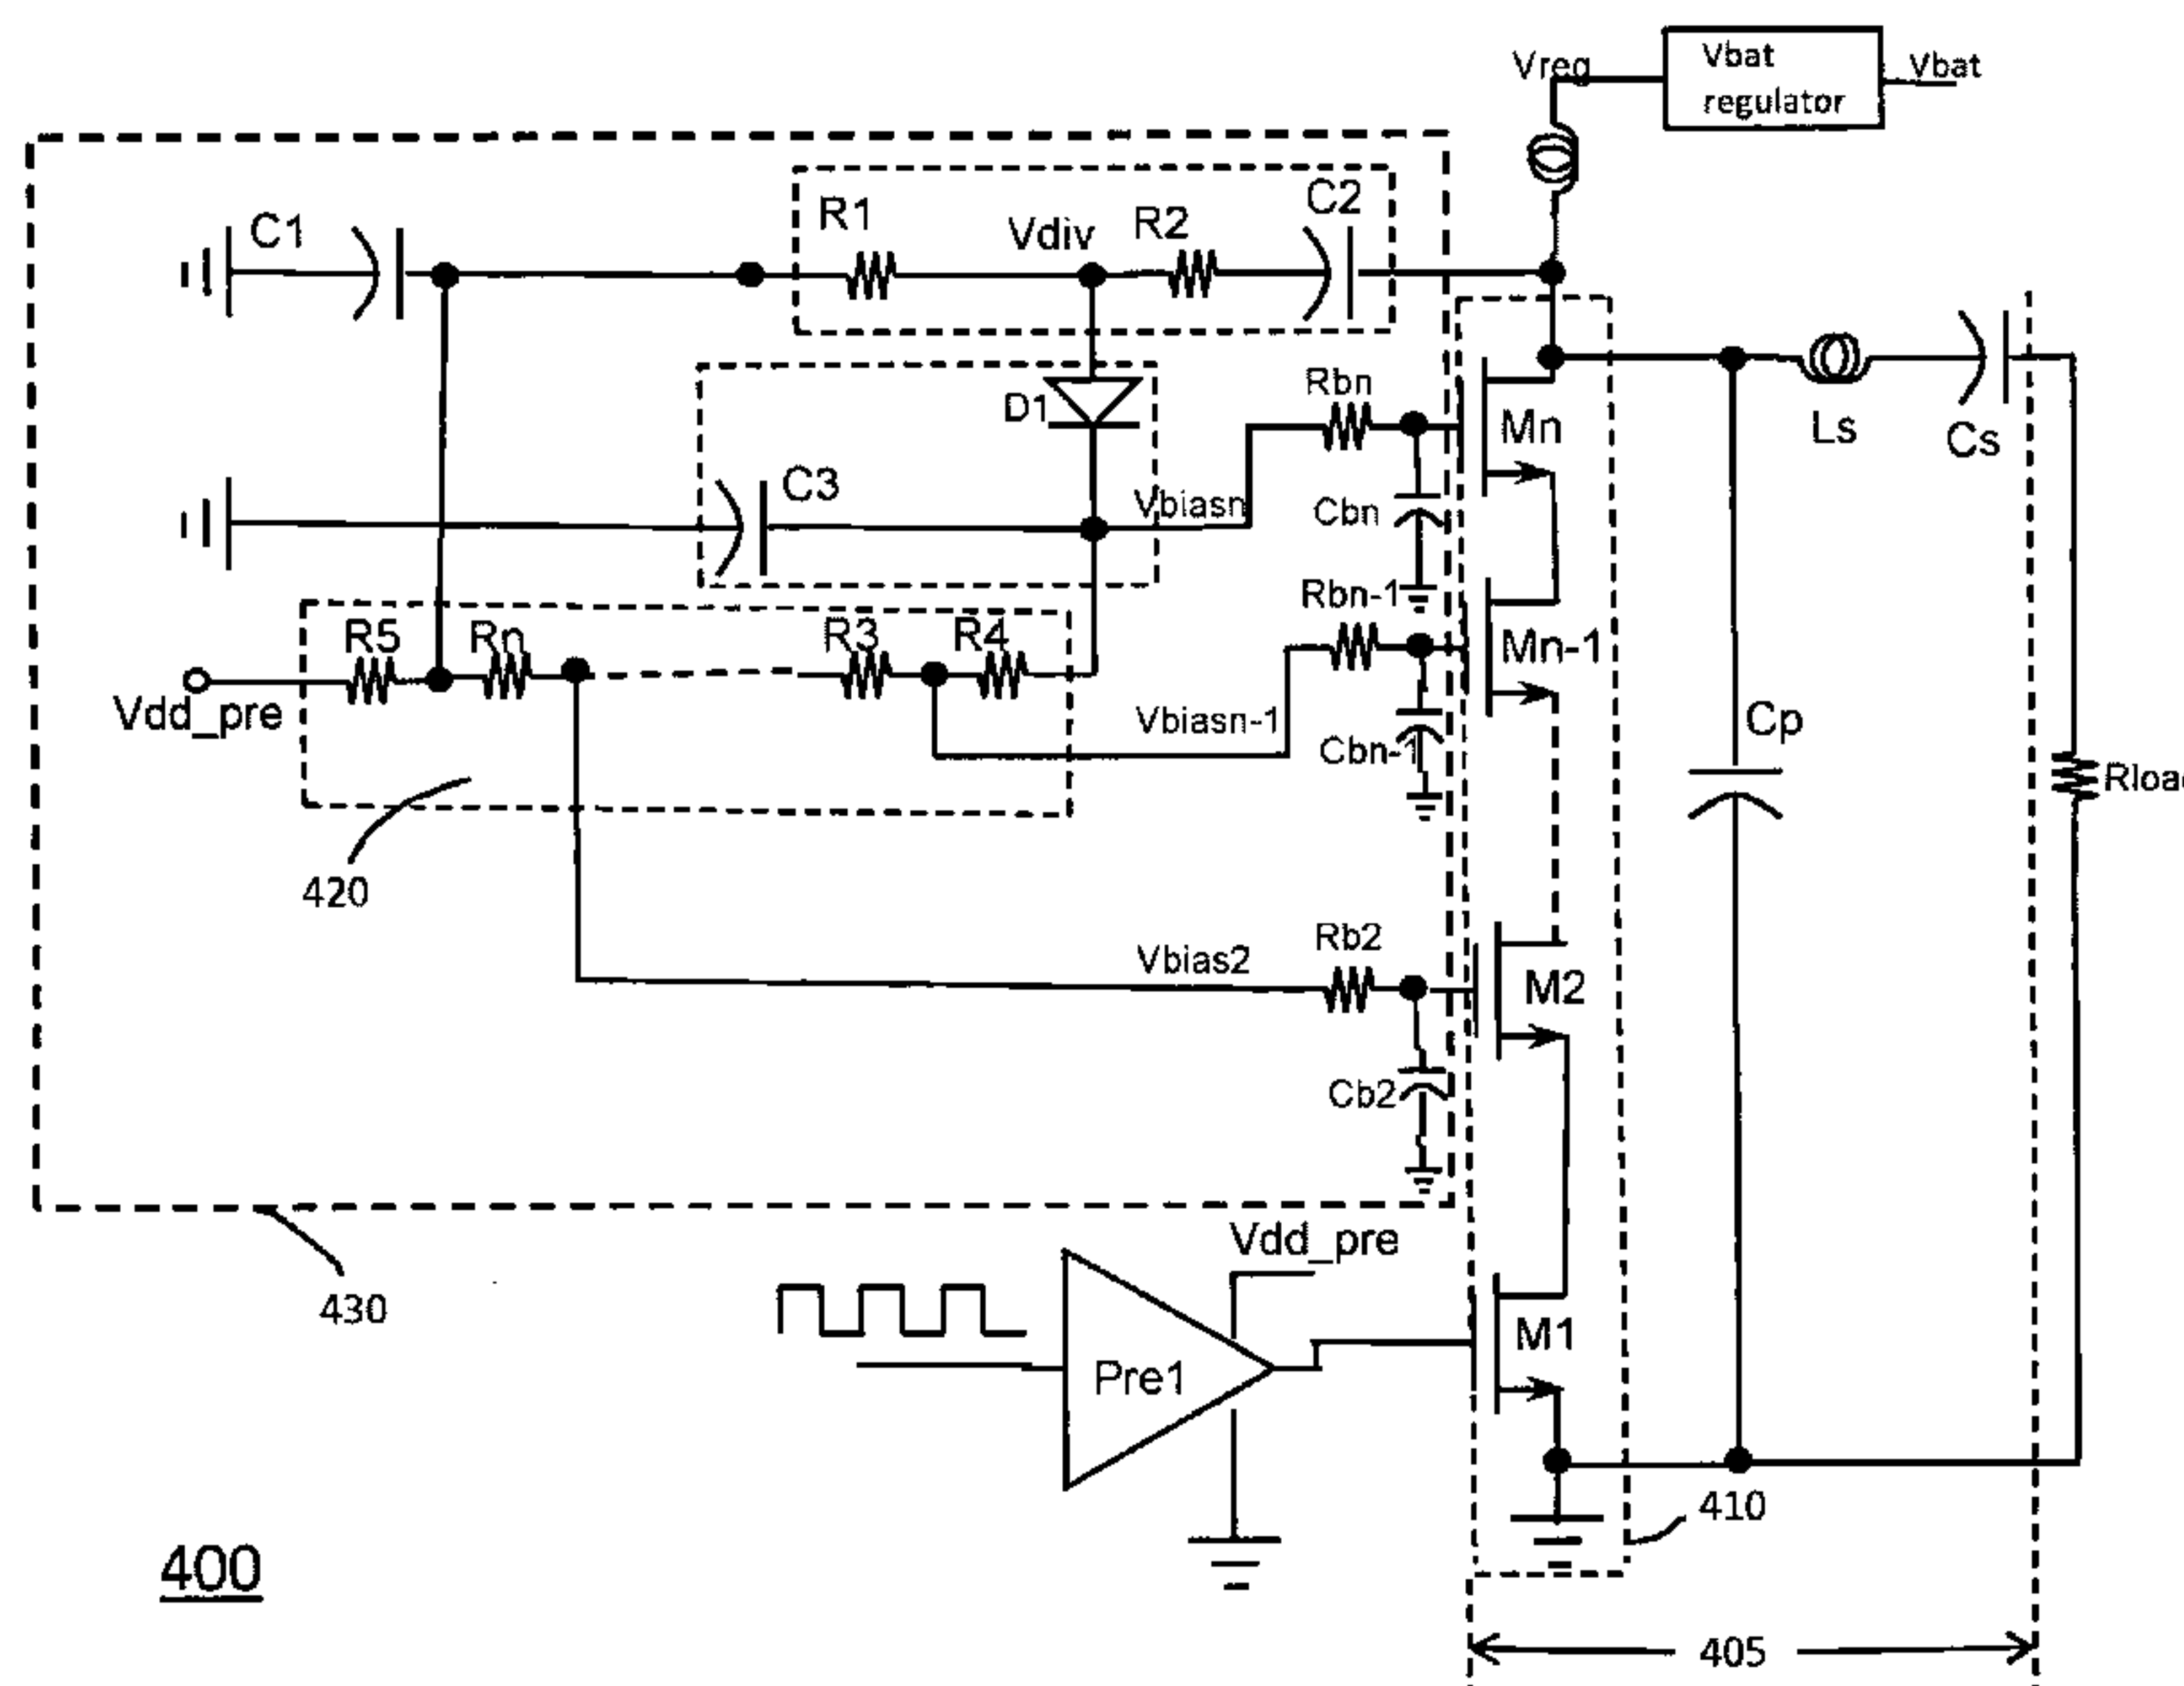 Vreg
Vbat
regulator
Vbat
C1
R1
Vdiv
R2
C2
D1
Rbn
Mn
Ls
Cs
C3
Vbiasn
Cbn
R5
Rn
R3
R4
Rbn-1
Mn-1
Vdd_pre
Vbiasn-1
Cbn-1
Cp
Rload
420
Vbias2
Rb2
M2
Cb2
Vdd_pre
430
M1
Pre1
410
400
405